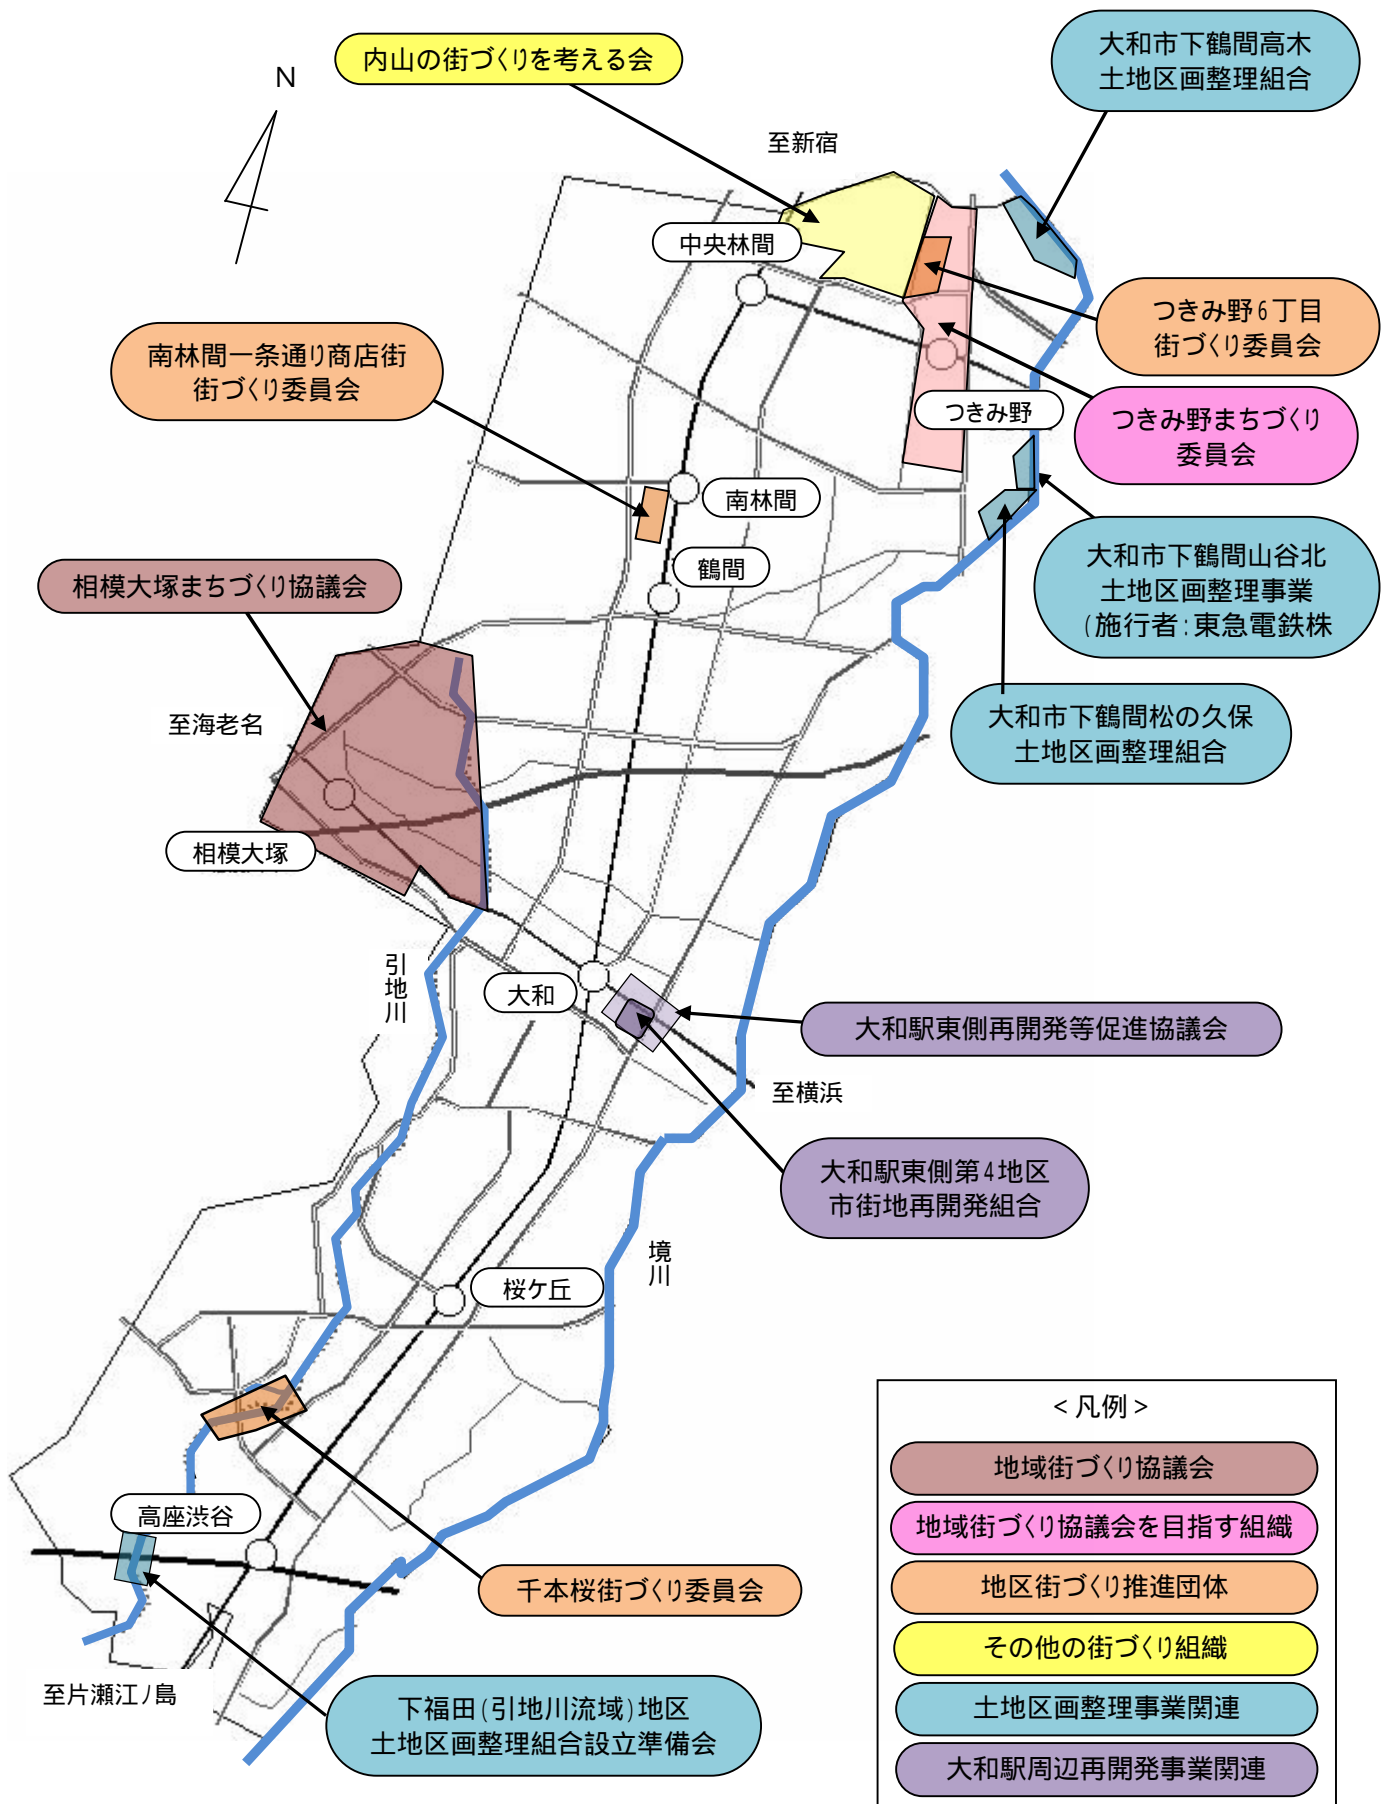 内山の街づくりを考える会
大和市下鶴間高木
土地区画整理組合
N
至新宿
中央林間
つきみ野6丁目
街づくり委員会
南林間一条通り商店街
街づくり委員会
つきみ野
つきみ野まちづくり
委員会
南林間
大和市下鶴間山谷北
土地区画整理事業
(施行者:東急電鉄株
鶴間
相模大塚まちづくり協議会
大和市下鶴間松の久保
土地区画整理組合
至海老名
相模大塚
引地川
大和
大和駅東側再開発等促進協議会
至横浜
大和駅東側第4地区
市街地再開発組合
境川
桜ケ丘
高座渋谷
千本桜街づくり委員会
至片瀬江ノ島
下福田(引地川流域)地区
土地区画整理組合設立準備会
<凡例>
地域街づくり協議会
地域街づくり協議会を目指す組織
地区街づくり推進団体
その他の街づくり組織
土地区画整理事業関連
大和駅周辺再開発事業関連